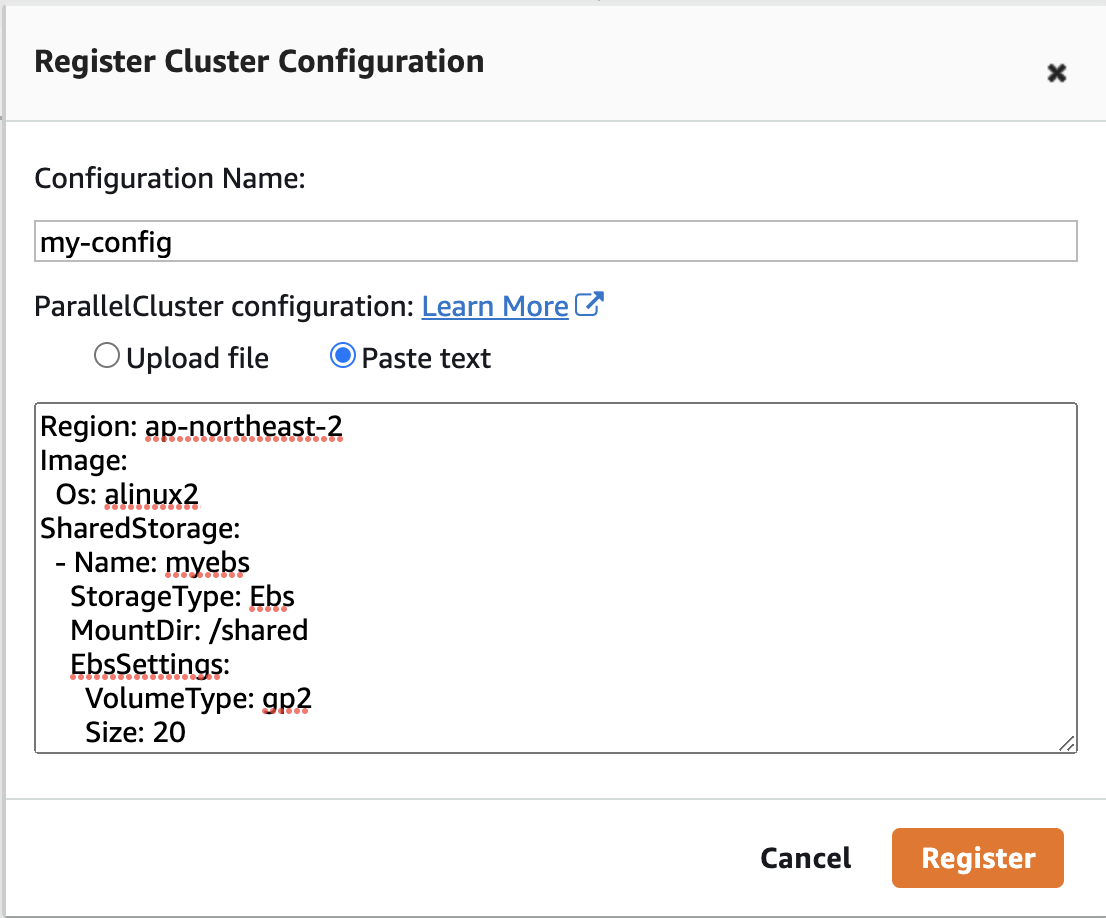 Register Cluster Configuration
Configuration Name:
my-config
ParallelCluster configuration: Learn More
Upload file Paste text
Region: ap-northeast-2
Image:
  Os: alinux2
SharedStorage:
  - Name: myebs
    StorageType: Ebs
    MountDir: /shared
    EbsSettings:
      VolumeType: gp2
      Size: 20
Cancel Register